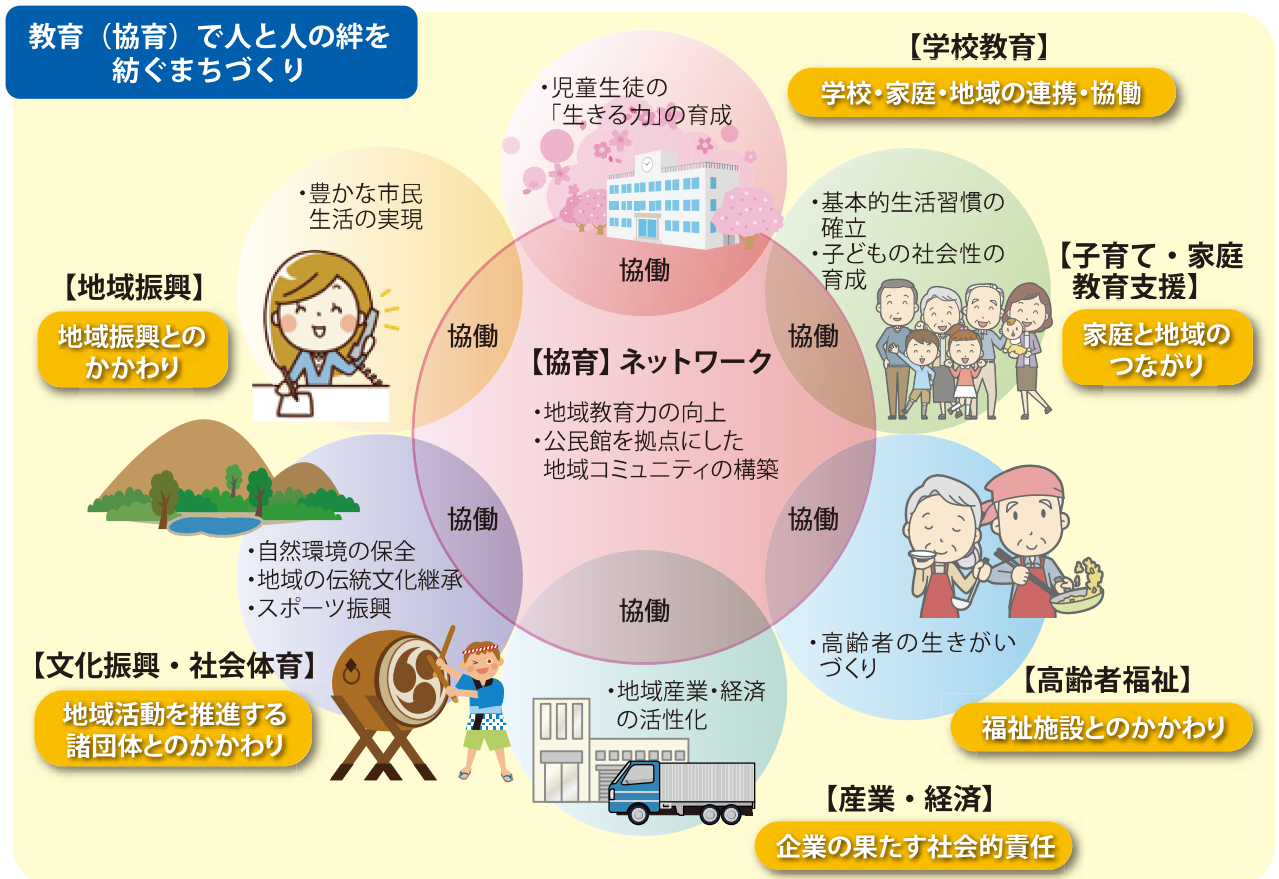 教育（協育）で人と人の絆を
紡ぐまちづくり
【学校教育】
学校・家庭・地域の連携・協働
・児童生徒の
「生きる力」の育成
協働
・豊かな市民
生活の実現
【地域振興】
地域振興との
かかわり
協働
・基本的生活習慣の
確立
・子どもの社会性の
育成
【子育て・家庭
教育支援】
家庭と地域の
つながり
協働
【協育】ネットワーク
・地域教育力の向上
・公民館を拠点にした
地域コミュニティの構築
協働
・自然環境の保全
・地域の伝統文化継承
・スポーツ振興
【文化振興・社会体育】
地域活動を推進する
諸団体とのかかわり
協働
・高齢者の生きがい
づくり
【高齢者福祉】
福祉施設とのかかわり
協働
・地域産業・経済
の活性化
【産業・経済】
企業の果たす社会的責任